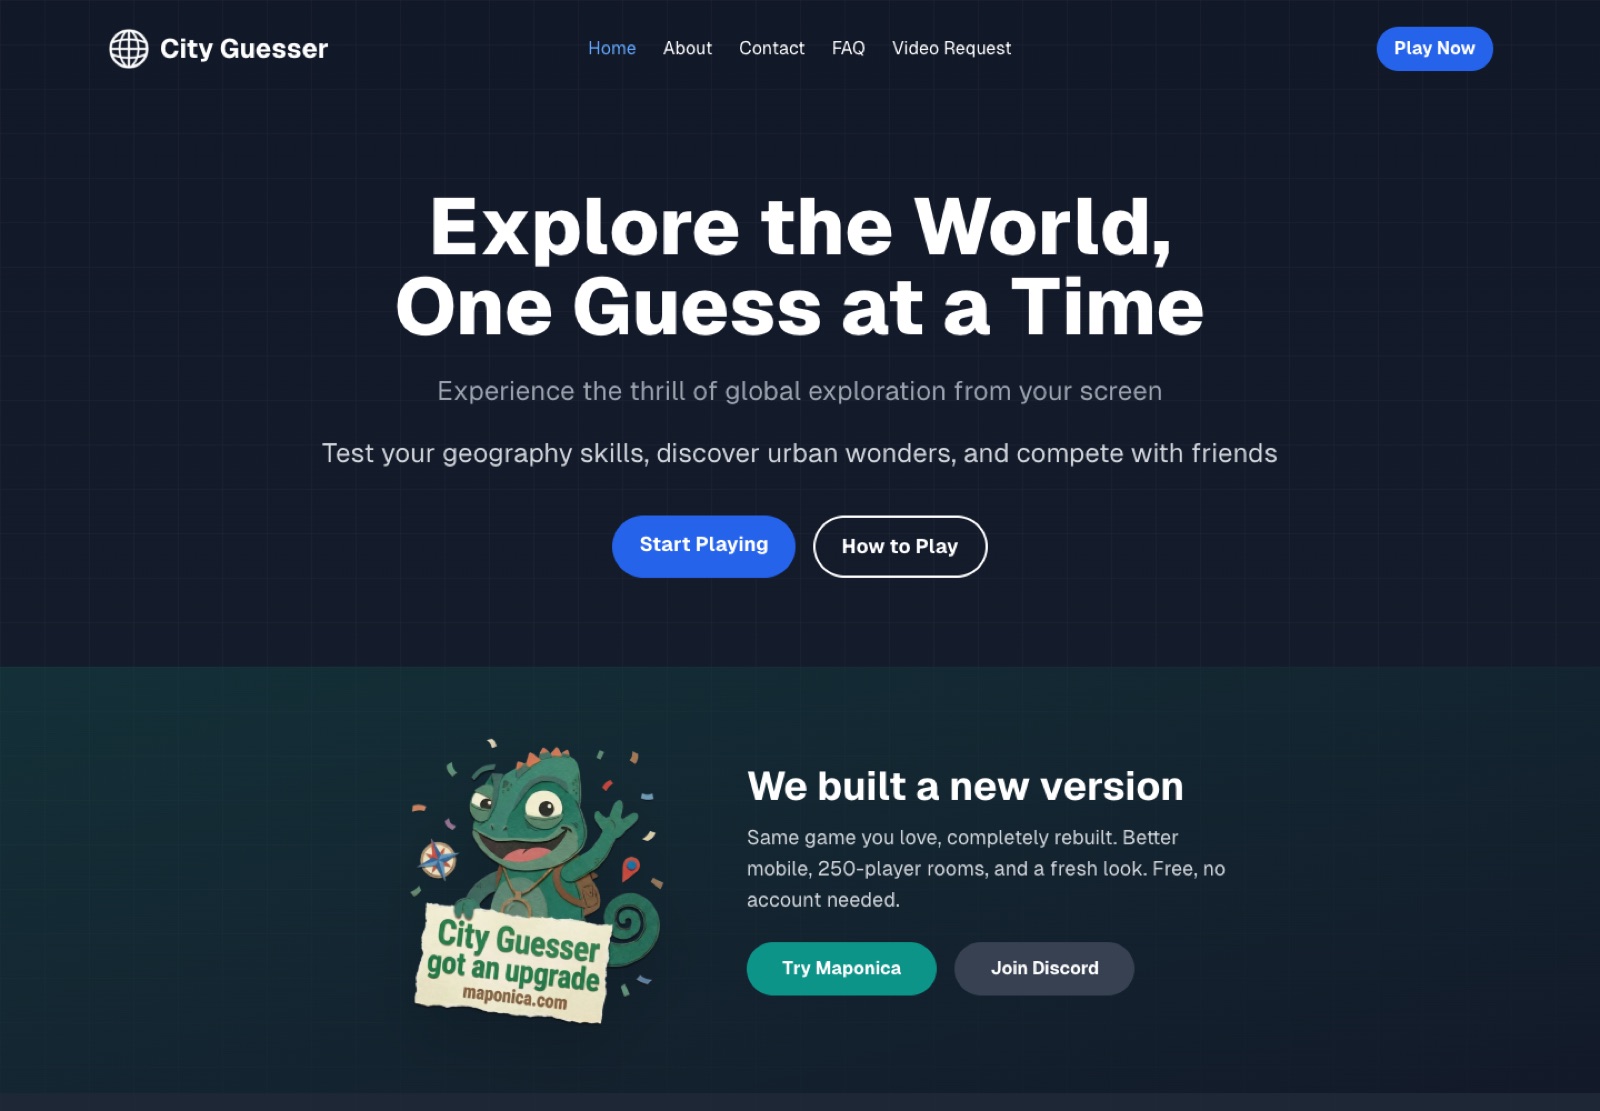 City Guesser
Home
About
Contact
FAQ
Video Request
Play Now
Explore the World,
One Guess at a Time
Experience the thrill of global exploration from your screen
Test your geography skills, discover urban wonders, and compete with friends
Start Playing
How to Play
City Guesser
got an upgrade
maponica.com
We built a new version
Same game you love, completely rebuilt. Better
mobile, 250-player rooms, and a fresh look. Free, no
account needed.
Try Maponica
Join Discord